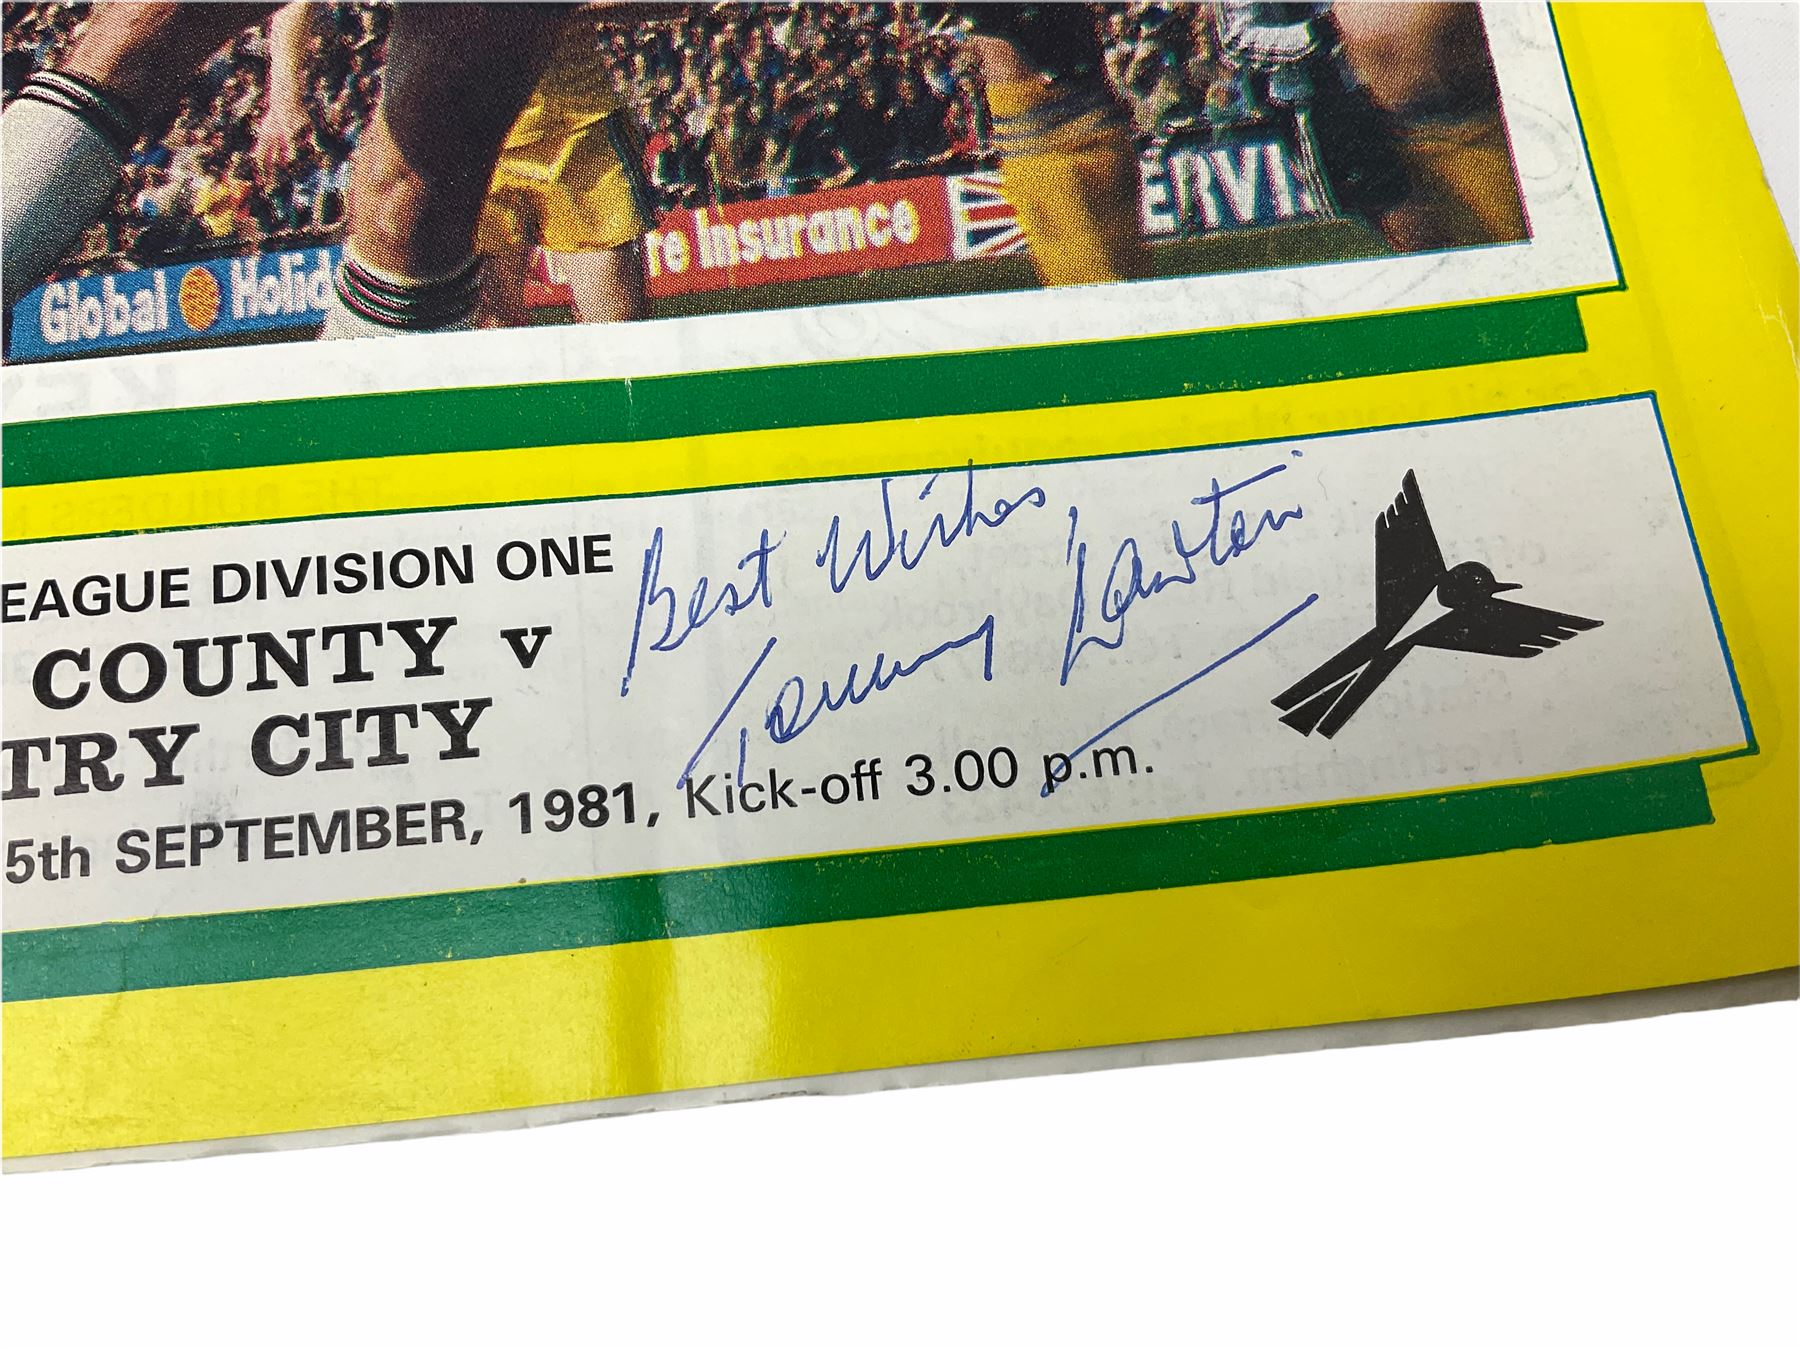 Global Holid
re Insurance
ERVI
EAGUE DIVISION ONE
COUNTY v
TRY CITY
5th SEPTEMBER, 1981, Kick-off 3.00 p.m.
Best Wishes
Tommy Lawton